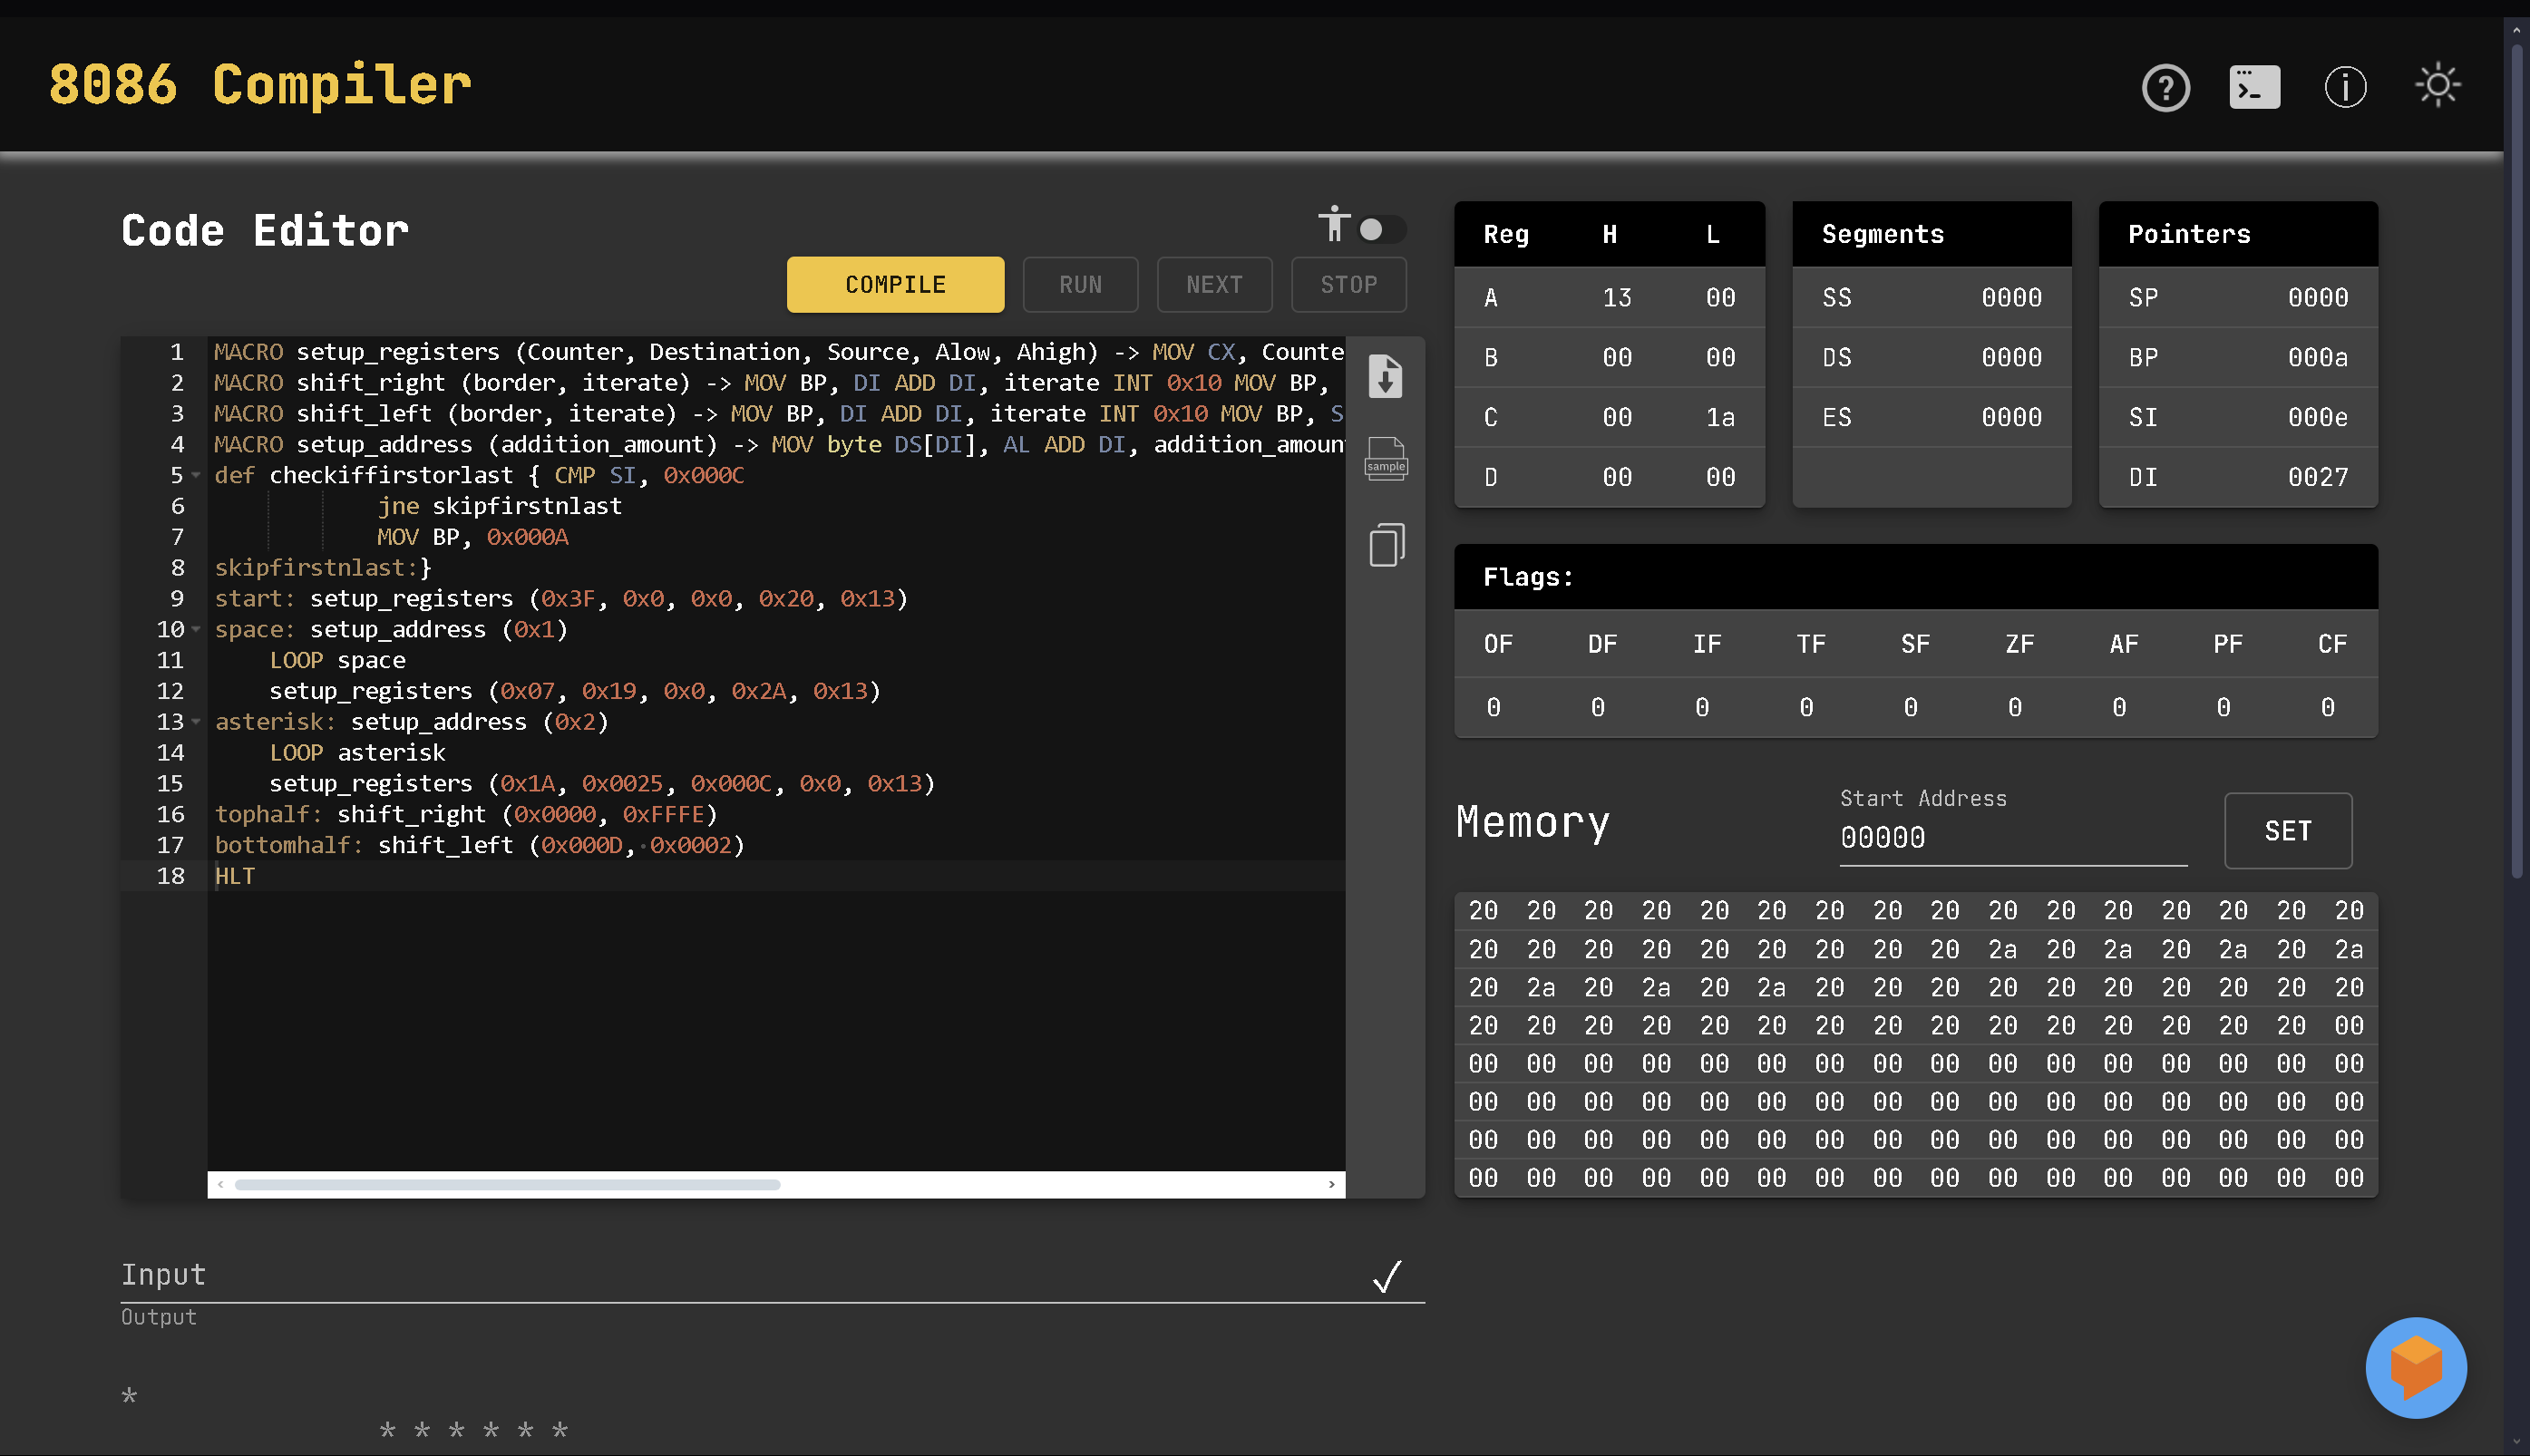 8086 Compiler
Code Editor
COMPILE RUN NEXT STOP
1 MACRO setup_registers (Counter, Destination, Source, Alow, Ahigh) -> MOV CX, Counte
2 MACRO shift_right (border, iterate) -> MOV BP, DI ADD DI, iterate INT 0x10 MOV BP,
3 MACRO shift_left (border, iterate) -> MOV BP, DI ADD DI, iterate INT 0x10 MOV BP, S
4 MACRO setup_address (addition_amount) -> MOV byte DS[DI], AL ADD DI, addition_amoun
5 def checkiffirstorlast { CMP SI, 0x000C
6 jne skipfirstnlast
7 MOV BP, 0x000A
8 skipfirstnlast:}
9 start: setup_registers (0x3F, 0x0, 0x0, 0x20, 0x13)
10 space: setup_address (0x1)
11 LOOP space
12 setup_registers (0x07, 0x19, 0x0, 0x2A, 0x13)
13 asterisk: setup_address (0x2)
14 LOOP asterisk
15 setup_registers (0x1A, 0x0025, 0x000C, 0x0, 0x13)
16 tophalf: shift_right (0x0000, 0xFFFE)
17 bottomhalf: shift_left (0x000D, 0x0002)
18 HLT
sample
Input
Output
*
* * * * * *
Reg H L
A 13 00
B 00 00
C 00 1a
D 00 00
Segments
SS 0000
DS 0000
ES 0000
Pointers
SP 0000
BP 000a
SI 000e
DI 0027
Flags:
OF DF IF TF SF ZF AF PF CF
0 0 0 0 0 0 0 0 0
Memory
Start Address
00000
SET
20 20 20 20 20 20 20 20 20 20 20 20 20 20 20 20
20 20 20 20 20 20 20 20 20 2a 20 2a 20 2a 20 2a
20 2a 20 2a 20 2a 20 20 20 20 20 20 20 20 20 20
20 20 20 20 20 20 20 20 20 20 20 20 20 20 20 00
00 00 00 00 00 00 00 00 00 00 00 00 00 00 00 00
00 00 00 00 00 00 00 00 00 00 00 00 00 00 00 00
00 00 00 00 00 00 00 00 00 00 00 00 00 00 00 00
00 00 00 00 00 00 00 00 00 00 00 00 00 00 00 00